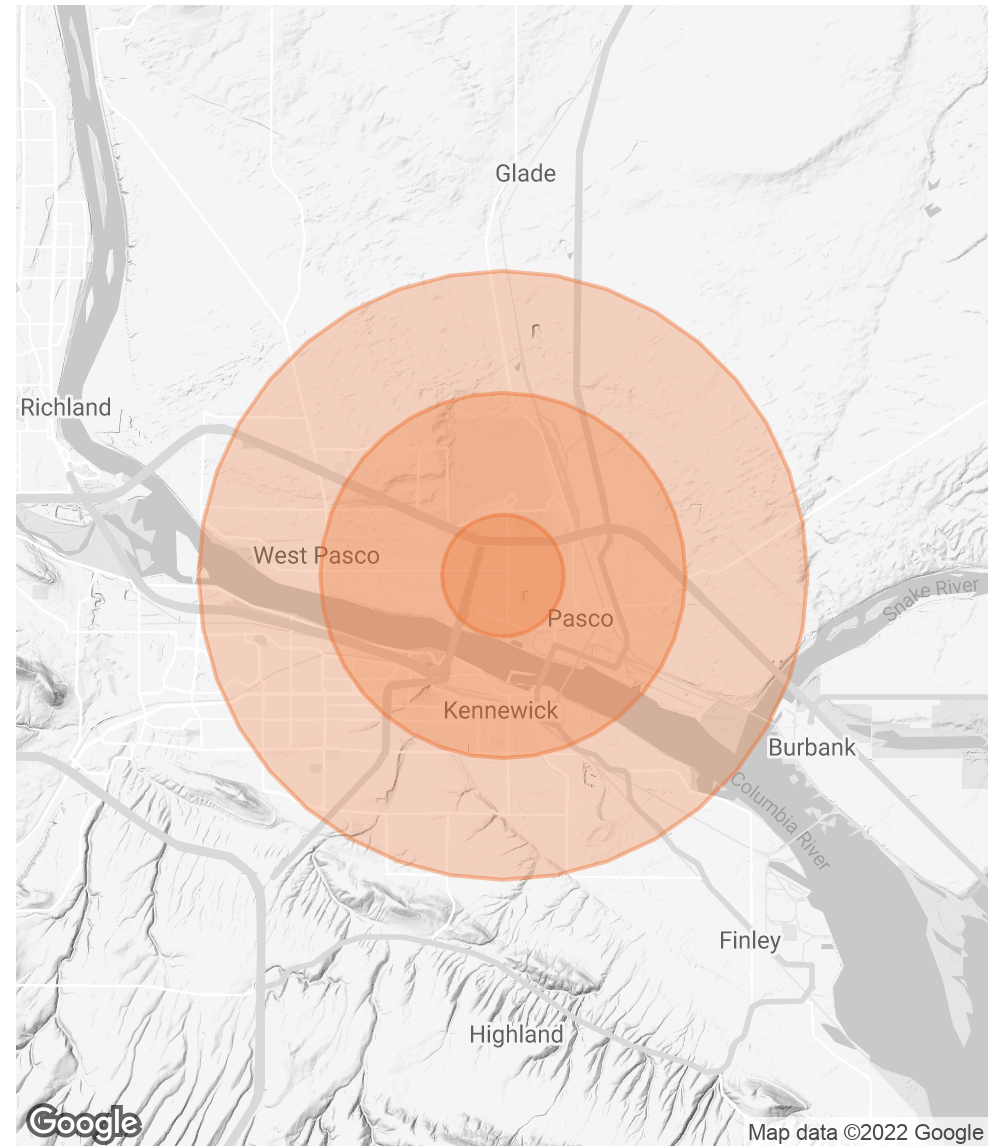 Glade
Richland
West Pasco
Snake River
Pasco
Kennewick
Burbank
Columbia River
Finley
Highland
Google
Map data ©2022 Google